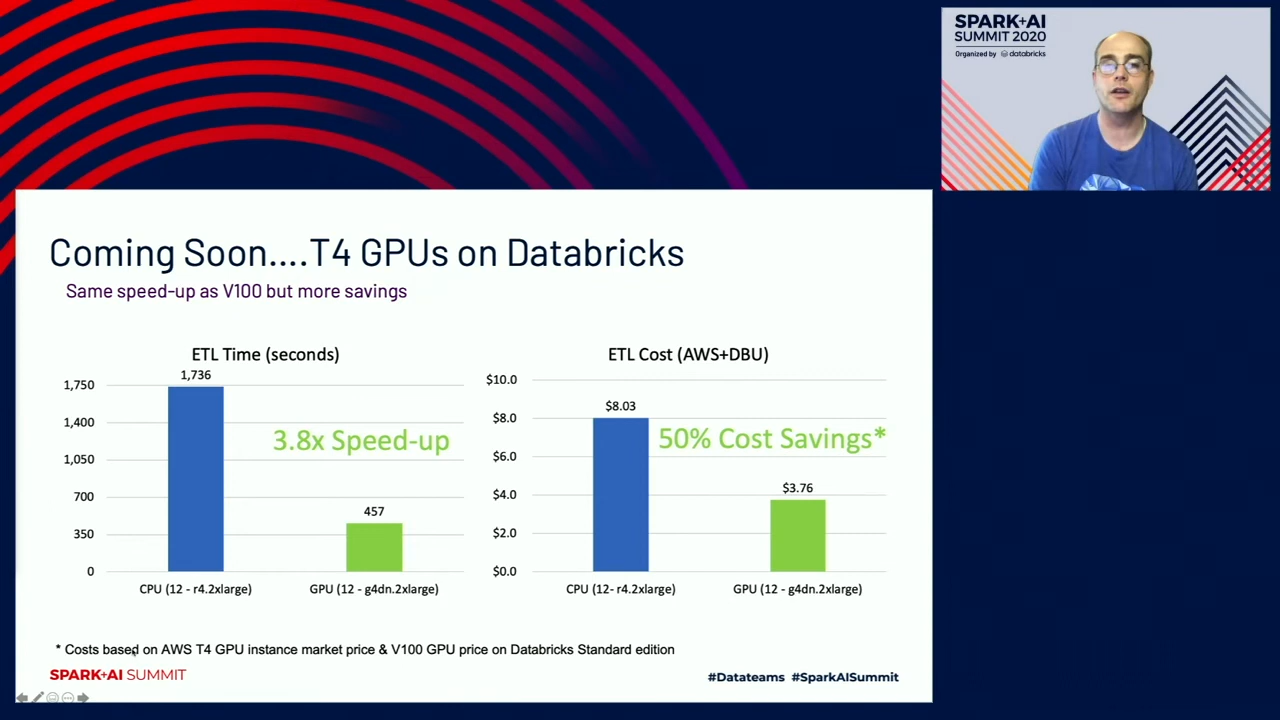 SPARK+AI
SUMMIT 2020
Organized by databricks
Coming Soon....T4 GPUs on Databricks
Same speed-up as V100 but more savings
ETL Time (seconds)
1,736
1,750
1,400
1,050
700
350
0
3.8x Speed-up
457
CPU (12 - r4.2xlarge)
GPU (12 - g4dn.2xlarge)
ETL Cost (AWS+DBU)
$10.0
$8.0
$6.0
$4.0
$2.0
$0.0
$8.03
50% Cost Savings*
$3.76
CPU (12- r4.2xlarge)
GPU (12 - g4dn.2xlarge)
* Costs based on AWS T4 GPU instance market price & V100 GPU price on Databricks Standard edition
SPARK+AI SUMMIT
#Datateams #SparkAISummit